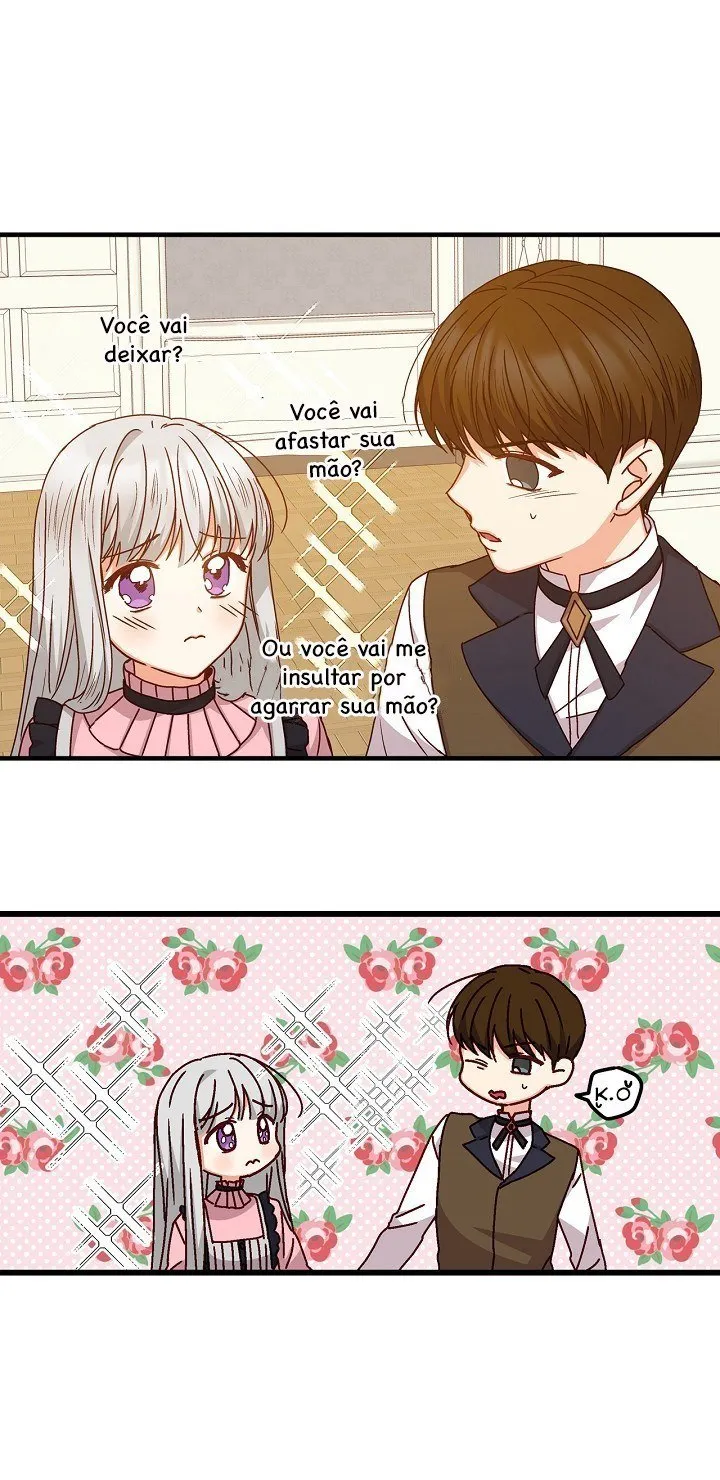 Você vai
deixar?
Você vai
afastar sua
mão?
Ou você vai me
insultar por
agarrar sua mão?
K.O